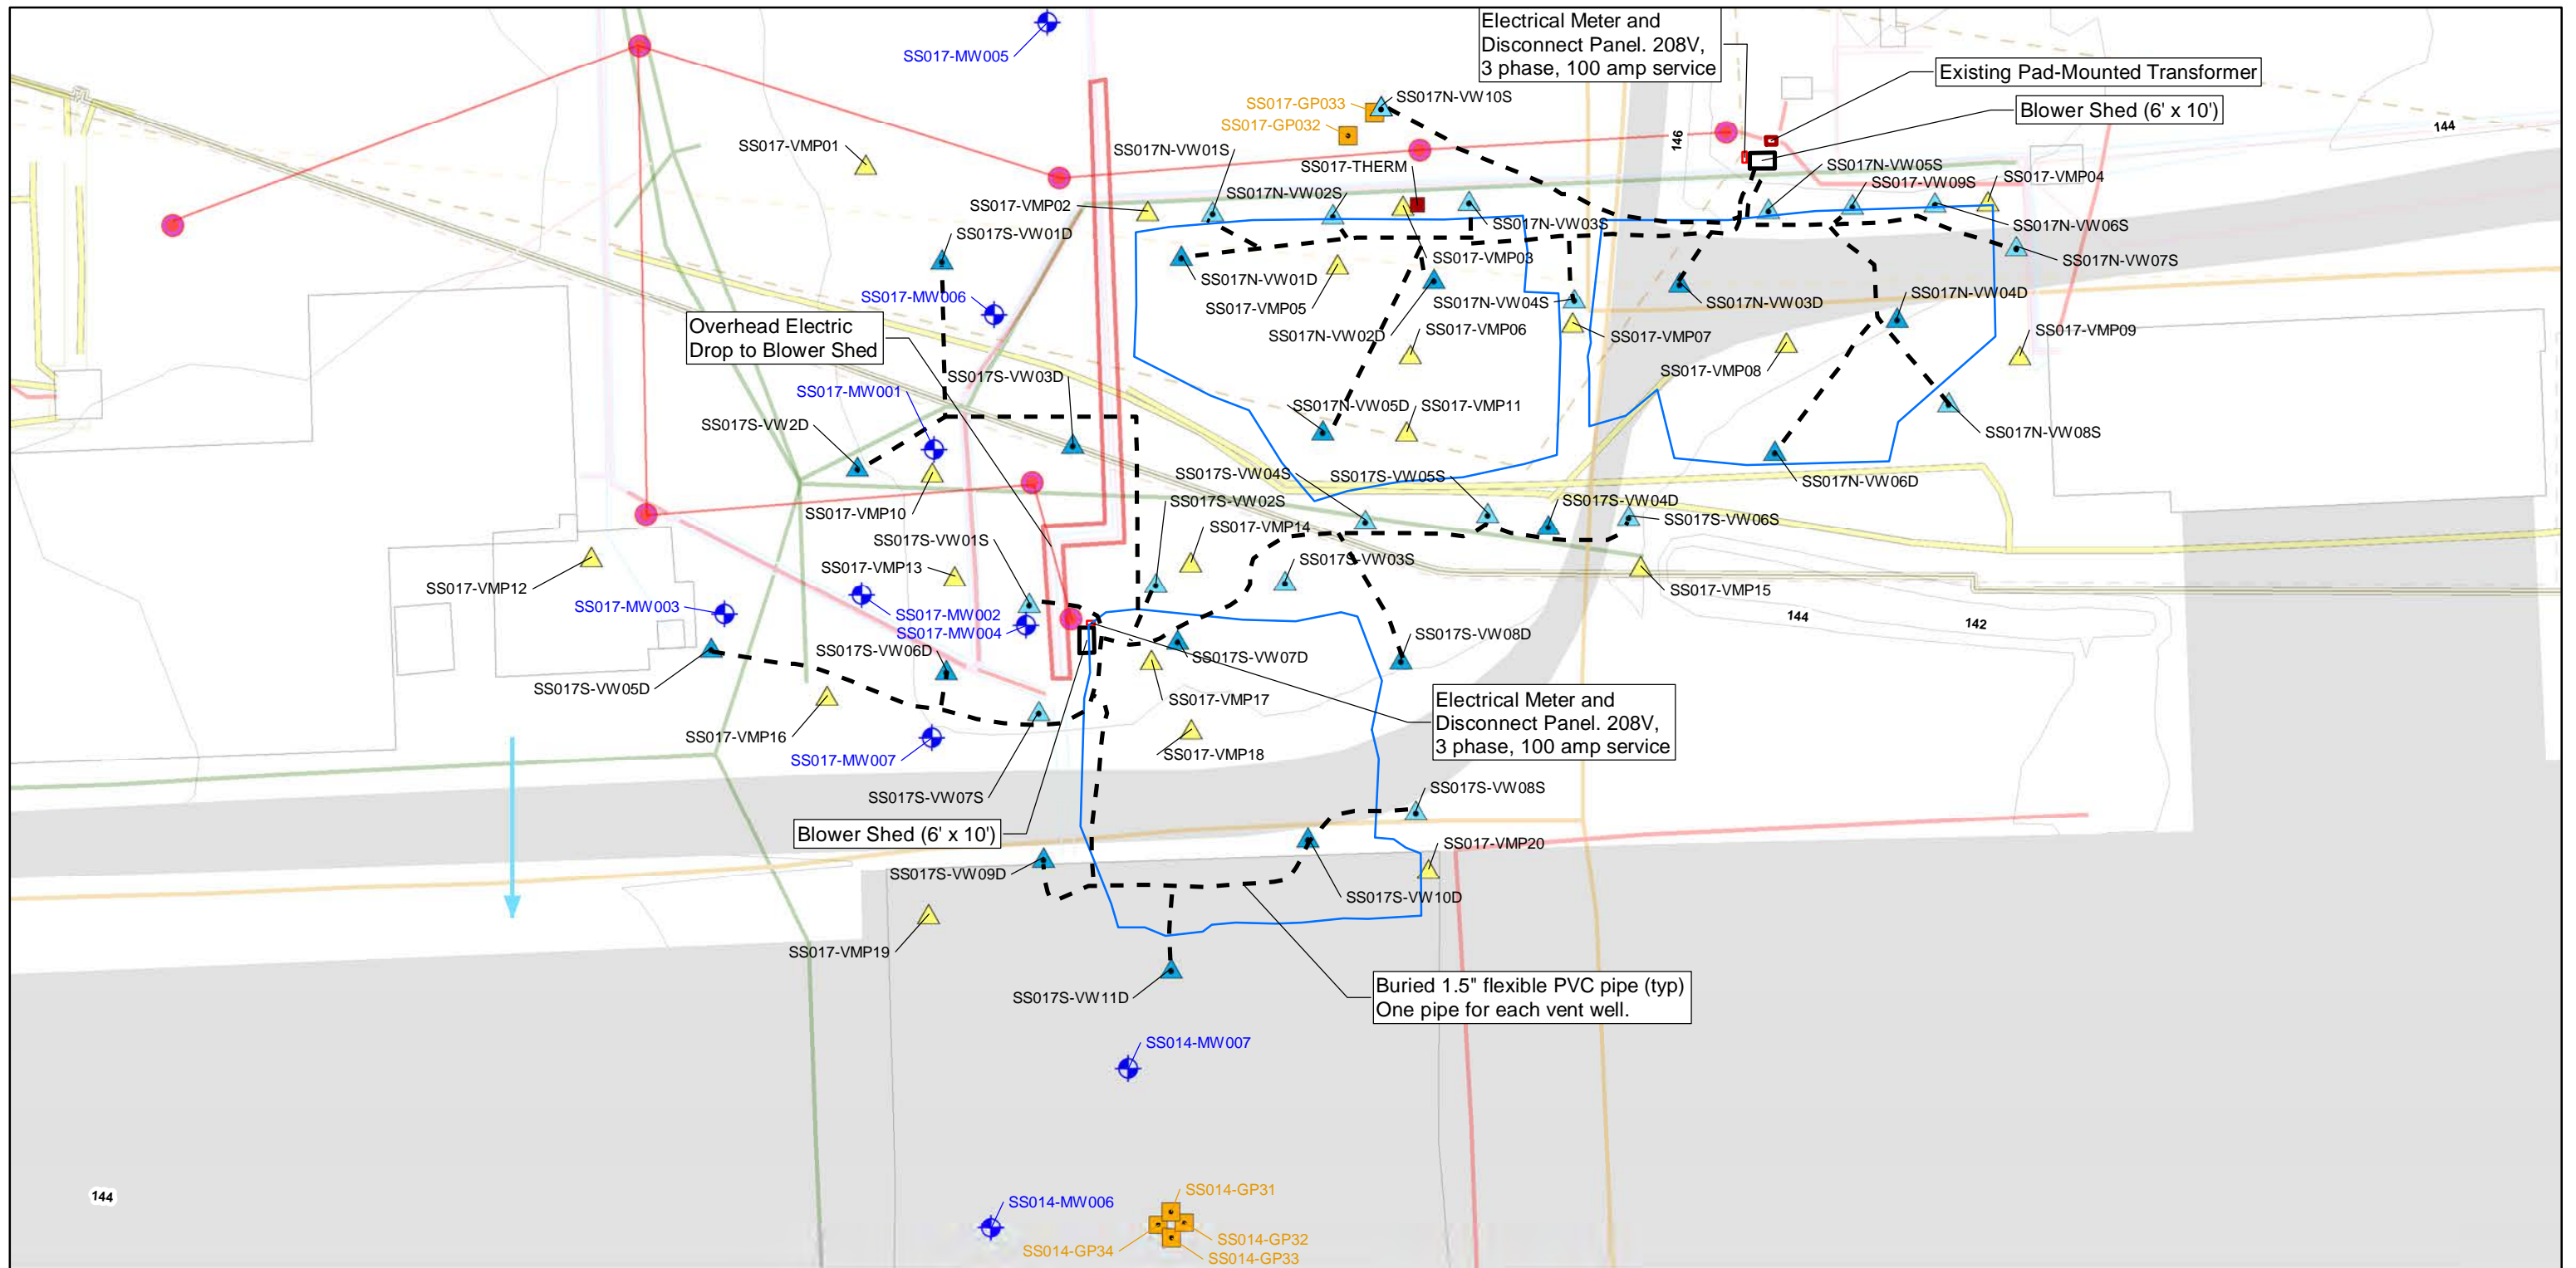 Electrical Meter and
Disconnect Panel. 208V,
3 phase, 100 amp service
SS017-MW005
Existing Pad-Mounted Transformer
Blower Shed (6' x 10')
SS017-GP033
SS017N-VW10S
SS017-GP032
144
146
SS017-VMP01
SS017N-VW01S
SS017-THERM
SS017N-VW05S
SS017-VW09S
SS017-VMP04
SS017N-VW02S
SS017-VMP02
SS017N-VW03S
SS017N-VW06S
SS017S-VW01D
SS017-VMP03
SS017N-VW07S
SS017N-VW01D
SS017-MW006
SS017-VMP05
SS017N-VW04S
SS017N-VW03D
SS017N-VW04D
Overhead Electric
Drop to Blower Shed
SS017N-VW02D
SS017-VMP06
SS017-VMP07
SS017-VMP09
SS017-VMP08
SS017S-VW03D
SS017-MW001
SS017N-VW05D
SS017-VMP11
SS017S-VW2D
SS017N-VW08S
SS017S-VW04S
SS017S-VW05S
SS017N-VW06D
SS017S-VW02S
SS017S-VW04D
SS017-VMP10
SS017-VMP14
SS017S-VW06S
SS017S-VW01S
SS017S-VW03S
SS017-VMP13
SS017-VMP12
SS017-VMP15
SS017-MW003
SS017-MW002
SS017-MW004
144
142
SS017S-VW06D
SS017S-VW07D
SS017S-VW08D
SS017S-VW05D
SS017-VMP17
Electrical Meter and
Disconnect Panel. 208V,
3 phase, 100 amp service
SS017-VMP16
SS017-VMP18
SS017-MW007
SS017S-VW07S
SS017S-VW08S
Blower Shed (6' x 10')
SS017-VMP20
SS017S-VW09D
SS017S-VW10D
SS017-VMP19
SS017S-VW11D
Buried 1.5" flexible PVC pipe (typ)
One pipe for each vent well.
SS014-MW007
144
SS014-GP31
SS014-MW006
SS014-GP32
SS014-GP34
SS014-GP33